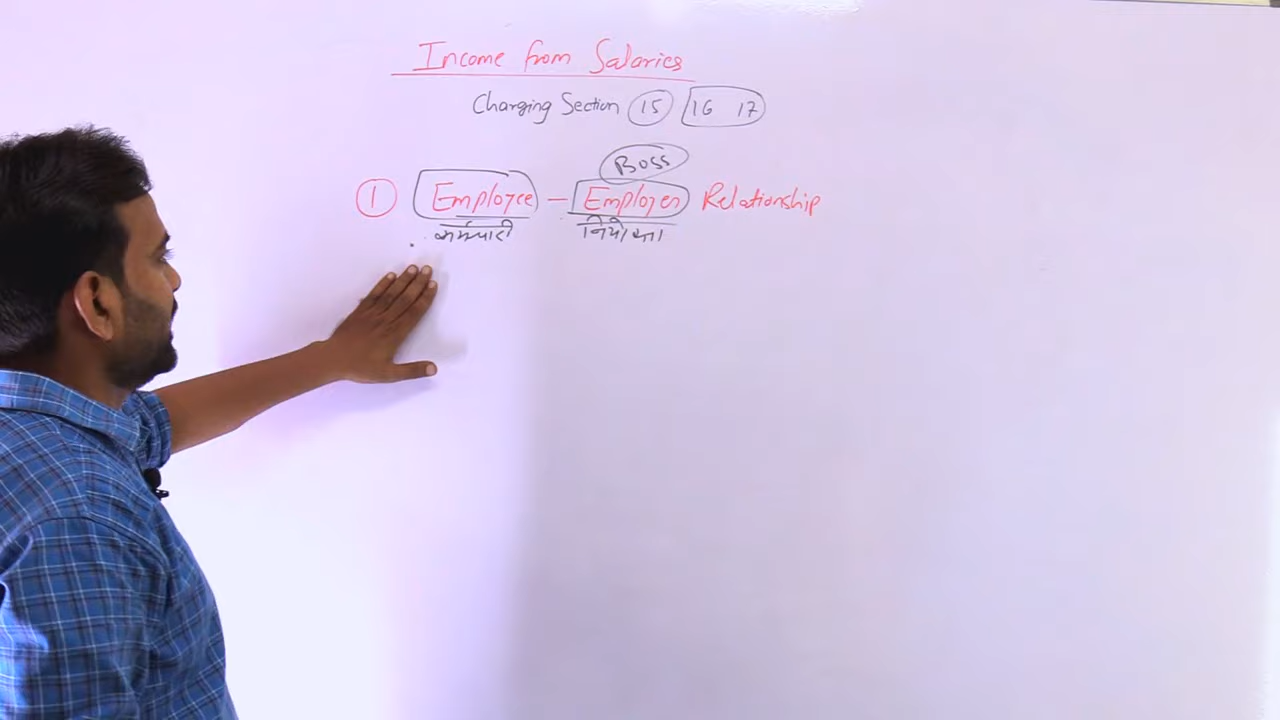 Income from Salaries
Charging Section 15 16 17
Boss
1 Employee - Employer Relationship
कर्मचारी नियोक्ता